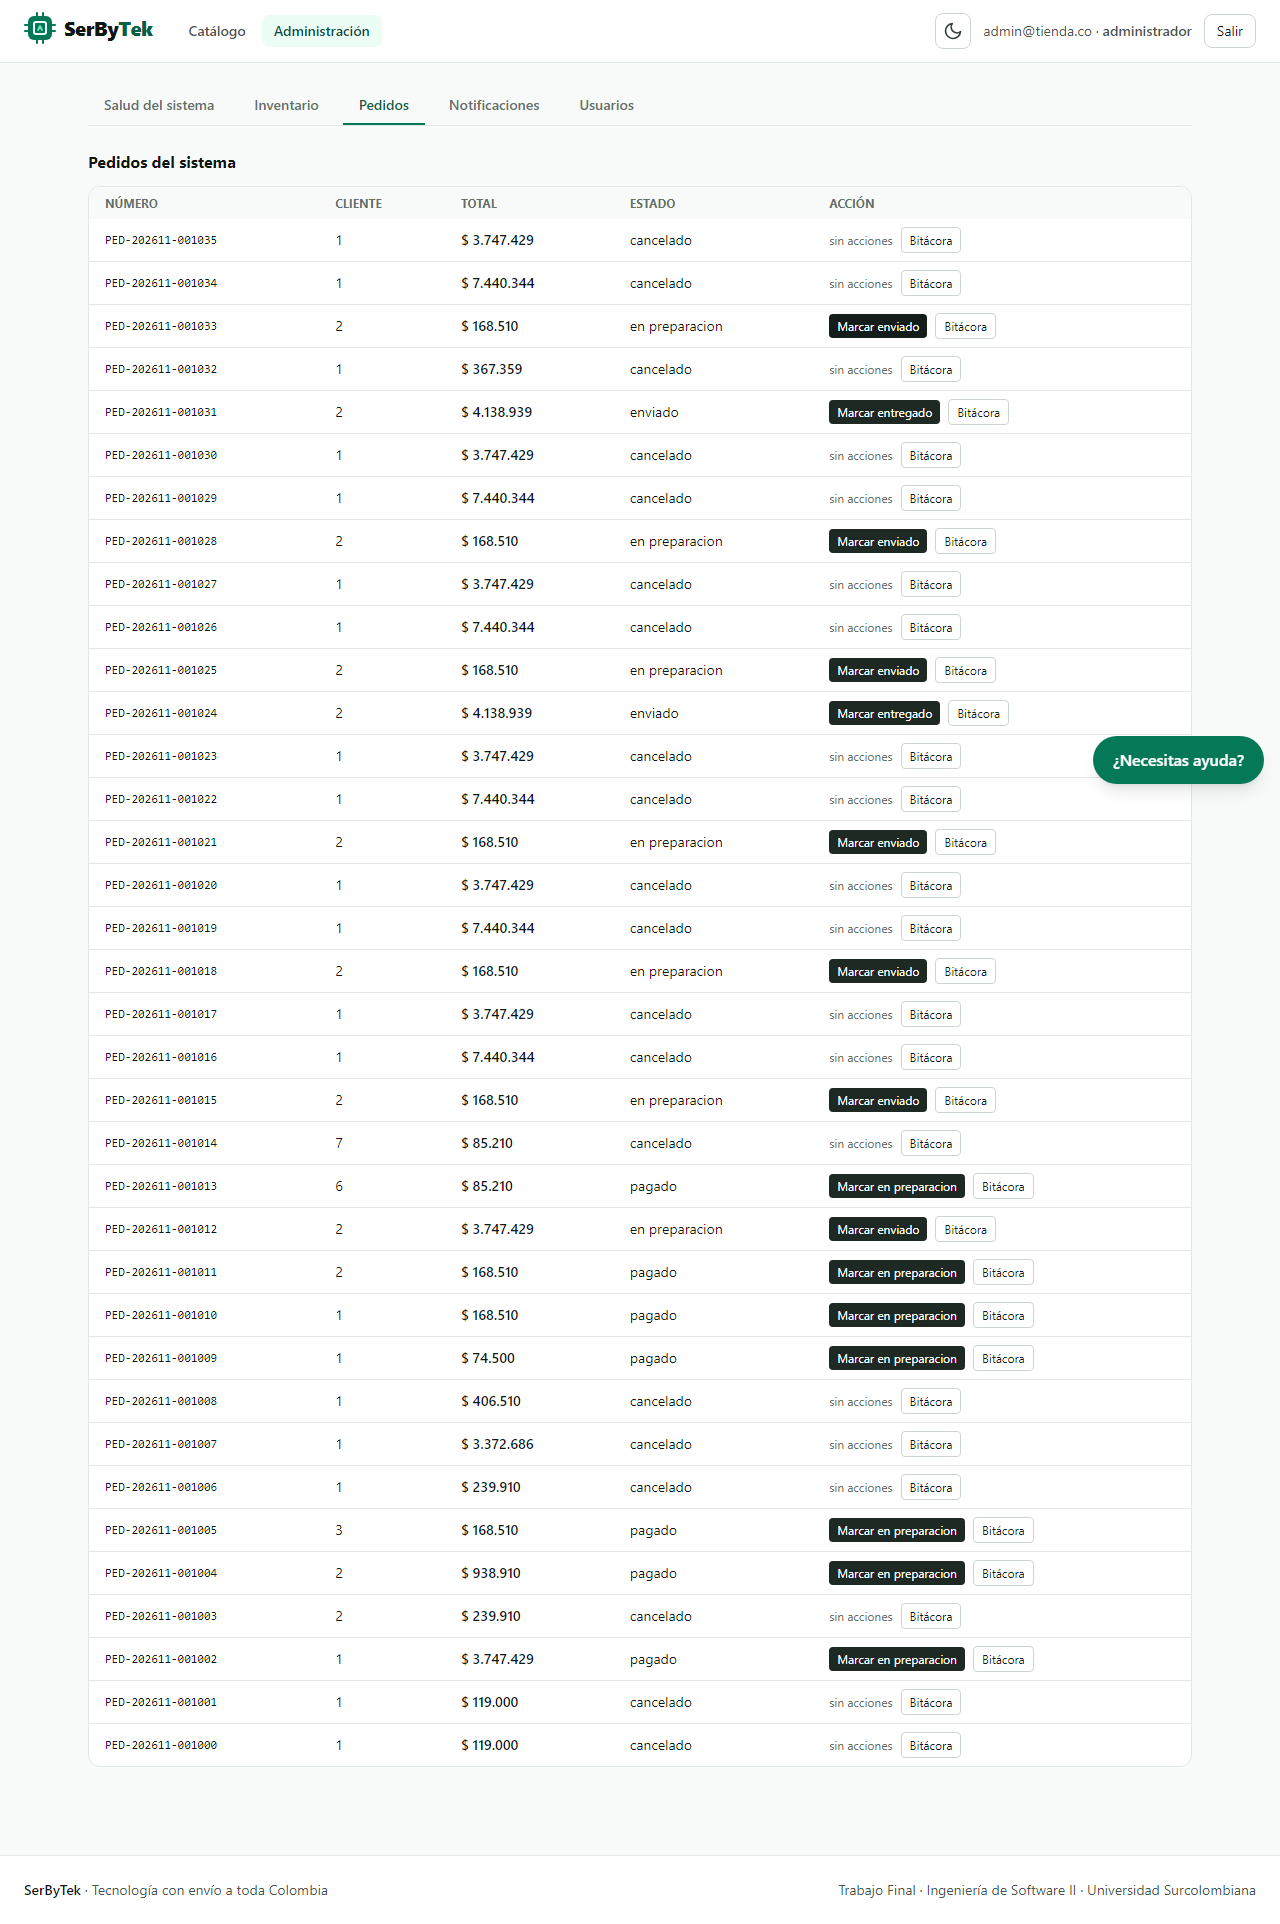 SerByTek Catálogo Administración admin@tienda.co · administrador Salir
Salud del sistema Inventario Pedidos Notificaciones Usuarios
Pedidos del sistema
NÚMERO CLIENTE TOTAL ESTADO ACCIÓN
PED-202611-001035 1 $ 3.747.429 cancelado sin acciones Bitácora
PED-202611-001034 1 $ 7.440.344 cancelado sin acciones Bitácora
PED-202611-001033 2 $ 168.510 en preparacion Marcar enviado Bitácora
PED-202611-001032 1 $ 367.359 cancelado sin acciones Bitácora
PED-202611-001031 2 $ 4.138.939 enviado Marcar entregado Bitácora
PED-202611-001030 1 $ 3.747.429 cancelado sin acciones Bitácora
PED-202611-001029 1 $ 7.440.344 cancelado sin acciones Bitácora
PED-202611-001028 2 $ 168.510 en preparacion Marcar enviado Bitácora
PED-202611-001027 1 $ 3.747.429 cancelado sin acciones Bitácora
PED-202611-001026 1 $ 7.440.344 cancelado sin acciones Bitácora
PED-202611-001025 2 $ 168.510 en preparacion Marcar enviado Bitácora
PED-202611-001024 2 $ 4.138.939 enviado Marcar entregado Bitácora
PED-202611-001023 1 $ 3.747.429 cancelado sin acciones Bitácora
¿Necesitas ayuda?
PED-202611-001022 1 $ 7.440.344 cancelado sin acciones Bitácora
PED-202611-001021 2 $ 168.510 en preparacion Marcar enviado Bitácora
PED-202611-001020 1 $ 3.747.429 cancelado sin acciones Bitácora
PED-202611-001019 1 $ 7.440.344 cancelado sin acciones Bitácora
PED-202611-001018 2 $ 168.510 en preparacion Marcar enviado Bitácora
PED-202611-001017 1 $ 3.747.429 cancelado sin acciones Bitácora
PED-202611-001016 1 $ 7.440.344 cancelado sin acciones Bitácora
PED-202611-001015 2 $ 168.510 en preparacion Marcar enviado Bitácora
PED-202611-001014 7 $ 85.210 cancelado sin acciones Bitácora
PED-202611-001013 6 $ 85.210 pagado Marcar en preparacion Bitácora
PED-202611-001012 2 $ 3.747.429 en preparacion Marcar enviado Bitácora
PED-202611-001011 2 $ 168.510 pagado Marcar en preparacion Bitácora
PED-202611-001010 1 $ 168.510 pagado Marcar en preparacion Bitácora
PED-202611-001009 1 $ 74.500 pagado Marcar en preparacion Bitácora
PED-202611-001008 1 $ 406.510 cancelado sin acciones Bitácora
PED-202611-001007 1 $ 3.372.686 cancelado sin acciones Bitácora
PED-202611-001006 1 $ 239.910 cancelado sin acciones Bitácora
PED-202611-001005 3 $ 168.510 pagado Marcar en preparacion Bitácora
PED-202611-001004 2 $ 938.910 pagado Marcar en preparacion Bitácora
PED-202611-001003 2 $ 239.910 cancelado sin acciones Bitácora
PED-202611-001002 1 $ 3.747.429 pagado Marcar en preparacion Bitácora
PED-202611-001001 1 $ 119.000 cancelado sin acciones Bitácora
PED-202611-001000 1 $ 119.000 cancelado sin acciones Bitácora
SerByTek · Tecnología con envío a toda Colombia Trabajo Final · Ingeniería de Software II · Universidad Surcolombiana